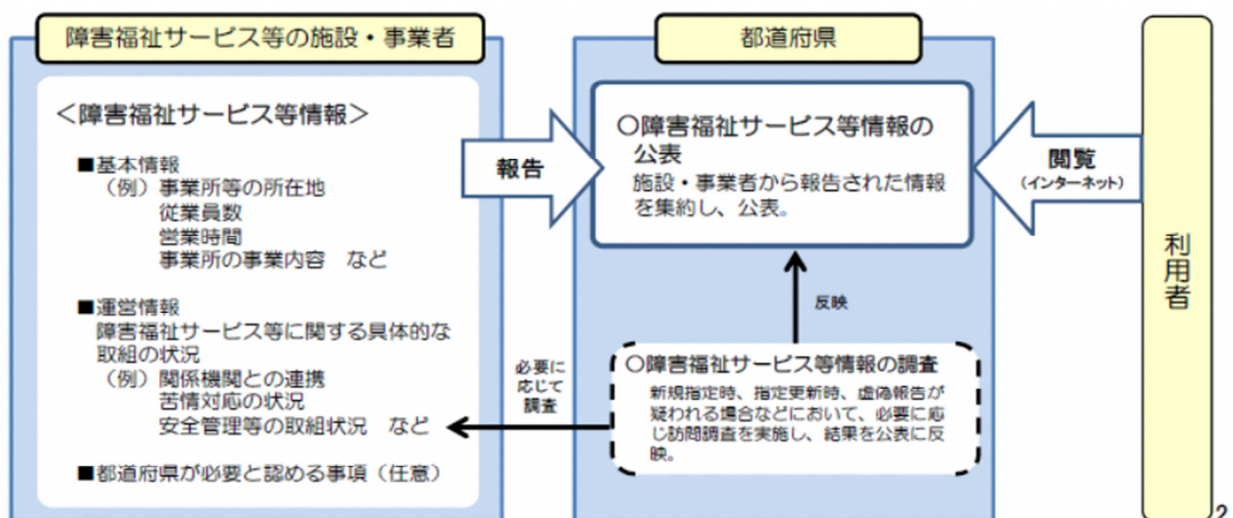 障害福祉サービス等の施設・事業者
＜障害福祉サービス等情報＞
■基本情報
（例）事業所等の所在地
従業員数
営業時間
事業所の事業内容　など
■運営情報
障害福祉サービス等に関する具体的な
取組の状況
（例）関係機関との連携
苦情対応の状況
安全管理等の取組状況　など
■都道府県が必要と認める事項（任意）
報告
必要に
応じて
調査
都道府県
○障害福祉サービス等情報の
公表
施設・事業者から報告された情報
を集約し、公表。
反映
○障害福祉サービス等情報の調査
新規指定時、指定更新時、虚偽報告が
疑われる場合などにおいて、必要に応
じ訪問調査を実施し、結果を公表に反
映。
閲覧
（インターネット）
利用者
2